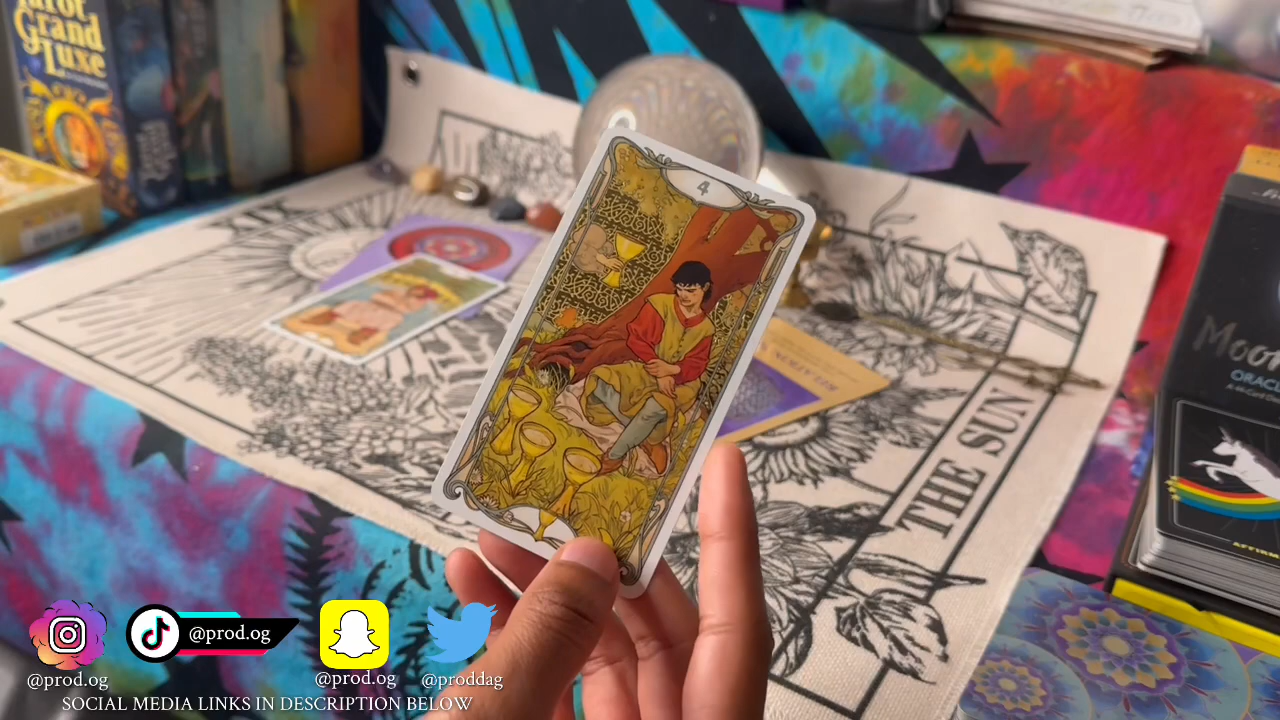 Tarot
Grand
Luxe
4
THE SUN
Moon
ORACLE
@prod.og
@prod.og
@prod.og
@proddag
SOCIAL MEDIA LINKS IN DESCRIPTION BELOW